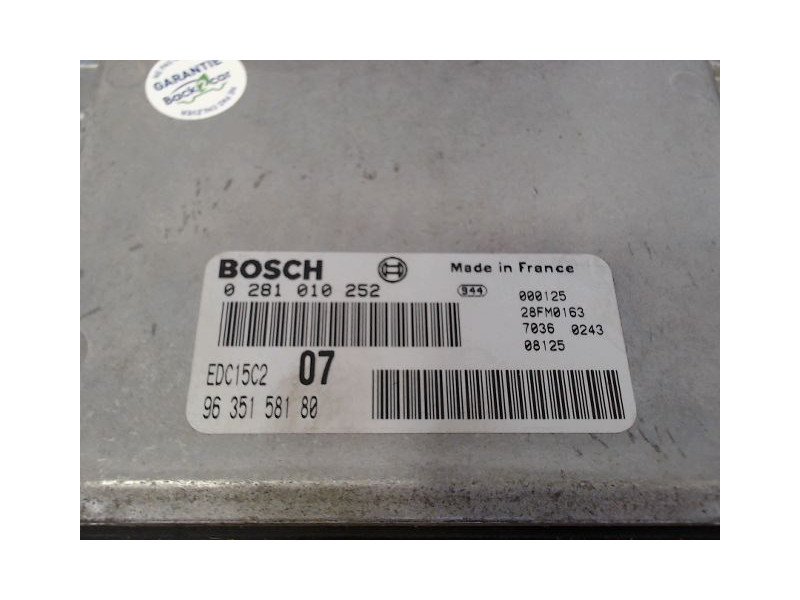 GARANTIE
Back2car
BOSCH
Made in France
0 281 010 252
944
000125
28FM0163
7036 0243
08125
EDC15C2 07
96 351 581 80